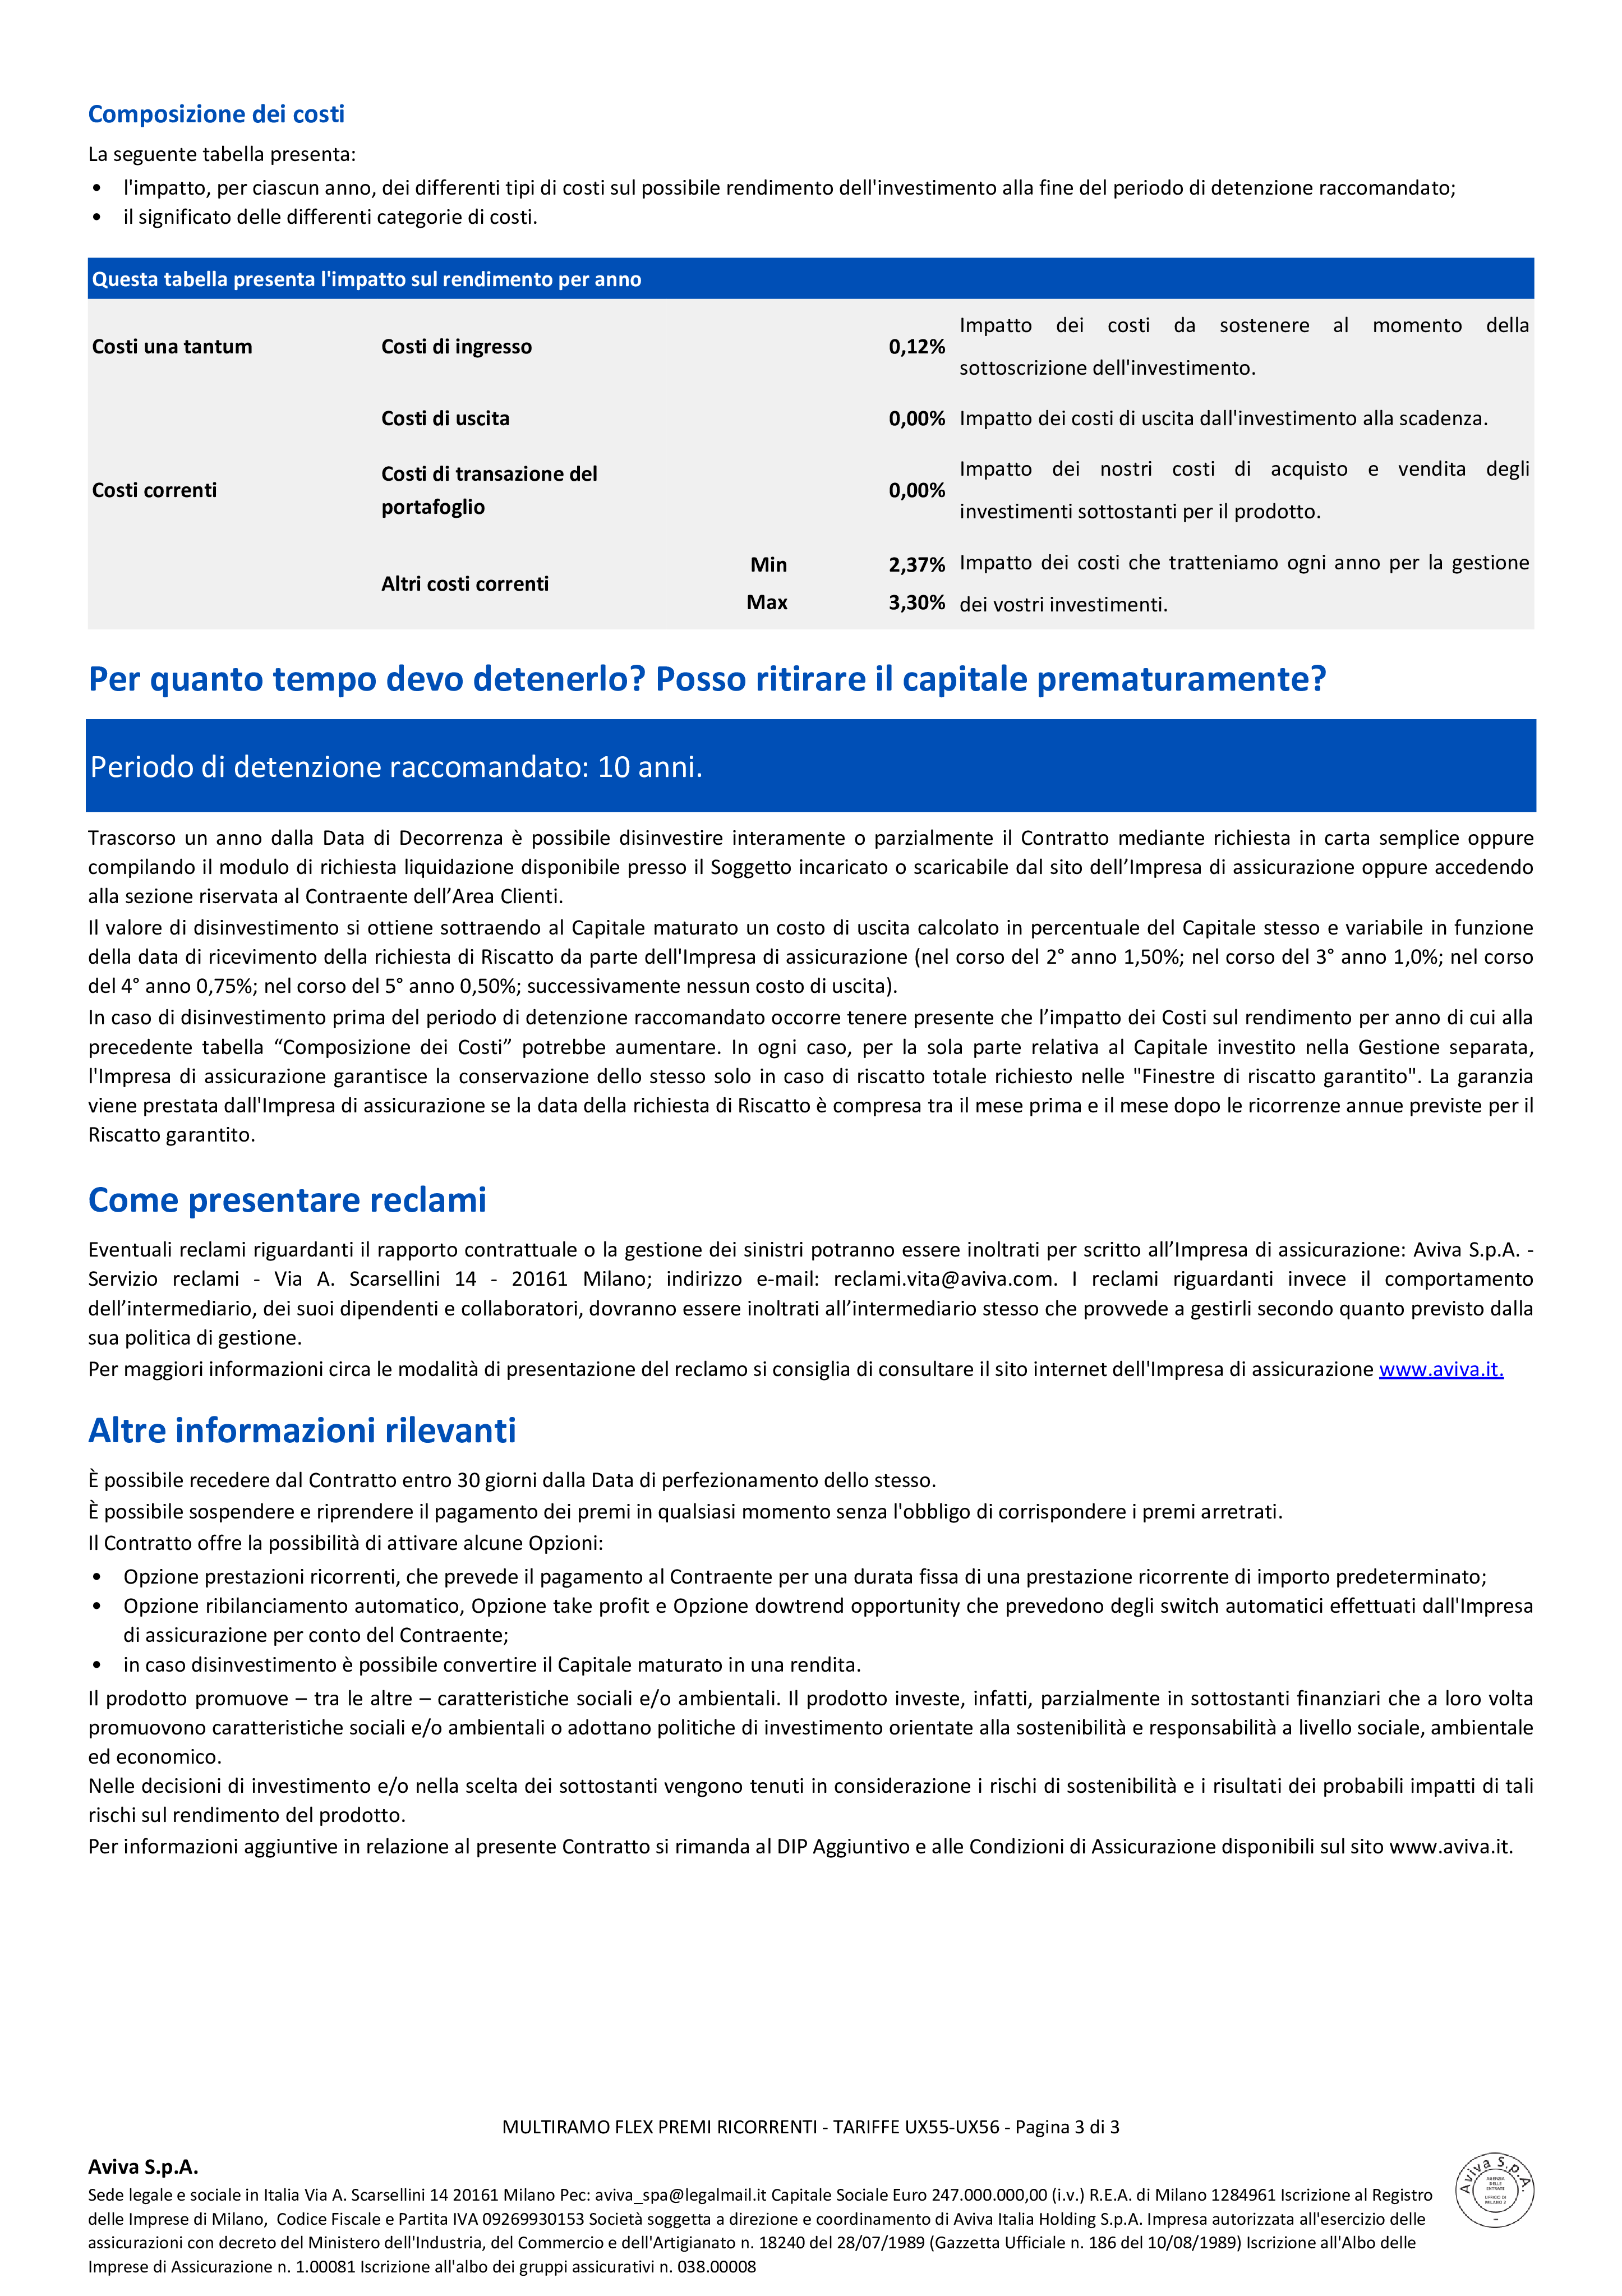 Composizione dei costi
La seguente tabella presenta:
• l'impatto, per ciascun anno, dei differenti tipi di costi sul possibile rendimento dell'investimento alla fine del periodo di detenzione raccomandato;
• il significato delle differenti categorie di costi.
Questa tabella presenta l'impatto sul rendimento per anno
Costi una tantum Costi di ingresso 0,12% Impatto dei costi da sostenere al momento della
sottoscrizione dell'investimento.
Costi di uscita 0,00% Impatto dei costi di uscita dall'investimento alla scadenza.
Costi correnti Costi di transazione del
portafoglio 0,00% Impatto dei nostri costi di acquisto e vendita degli
investimenti sottostanti per il prodotto.
Altri costi correnti Min 2,37% Impatto dei costi che tratteniamo ogni anno per la gestione
Max 3,30% dei vostri investimenti.
Per quanto tempo devo detenerlo? Posso ritirare il capitale prematuramente?
Periodo di detenzione raccomandato: 10 anni.
Trascorso un anno dalla Data di Decorrenza è possibile disinvestire interamente o parzialmente il Contratto mediante richiesta in carta semplice oppure
compilando il modulo di richiesta liquidazione disponibile presso il Soggetto incaricato o scaricabile dal sito dell’Impresa di assicurazione oppure accedendo
alla sezione riservata al Contraente dell’Area Clienti.
Il valore di disinvestimento si ottiene sottraendo al Capitale maturato un costo di uscita calcolato in percentuale del Capitale stesso e variabile in funzione
della data di ricevimento della richiesta di Riscatto da parte dell'Impresa di assicurazione (nel corso del 2° anno 1,50%; nel corso del 3° anno 1,0%; nel corso
del 4° anno 0,75%; nel corso del 5° anno 0,50%; successivamente nessun costo di uscita).
In caso di disinvestimento prima del periodo di detenzione raccomandato occorre tenere presente che l’impatto dei Costi sul rendimento per anno di cui alla
precedente tabella “Composizione dei Costi” potrebbe aumentare. In ogni caso, per la sola parte relativa al Capitale investito nella Gestione separata,
l'Impresa di assicurazione garantisce la conservazione dello stesso solo in caso di riscatto totale richiesto nelle "Finestre di riscatto garantito". La garanzia
viene prestata dall'Impresa di assicurazione se la data della richiesta di Riscatto è compresa tra il mese prima e il mese dopo le ricorrenze annue previste per il
Riscatto garantito.
Come presentare reclami
Eventuali reclami riguardanti il rapporto contrattuale o la gestione dei sinistri potranno essere inoltrati per scritto all’Impresa di assicurazione: Aviva S.p.A. -
Servizio reclami - Via A. Scarsellini 14 - 20161 Milano; indirizzo e-mail: reclami.vita@aviva.com. I reclami riguardanti invece il comportamento
dell’intermediario, dei suoi dipendenti e collaboratori, dovranno essere inoltrati all’intermediario stesso che provvede a gestirli secondo quanto previsto dalla
sua politica di gestione.
Per maggiori informazioni circa le modalità di presentazione del reclamo si consiglia di consultare il sito internet dell'Impresa di assicurazione www.aviva.it.
Altre informazioni rilevanti
È possibile recedere dal Contratto entro 30 giorni dalla Data di perfezionamento dello stesso.
È possibile sospendere e riprendere il pagamento dei premi in qualsiasi momento senza l'obbligo di corrispondere i premi arretrati.
Il Contratto offre la possibilità di attivare alcune Opzioni:
• Opzione prestazioni ricorrenti, che prevede il pagamento al Contraente per una durata fissa di una prestazione ricorrente di importo predeterminato;
• Opzione ribilanciamento automatico, Opzione take profit e Opzione dowtrend opportunity che prevedono degli switch automatici effettuati dall'Impresa
di assicurazione per conto del Contraente;
• in caso disinvestimento è possibile convertire il Capitale maturato in una rendita.
Il prodotto promuove – tra le altre – caratteristiche sociali e/o ambientali. Il prodotto investe, infatti, parzialmente in sottostanti finanziari che a loro volta
promuovono caratteristiche sociali e/o ambientali o adottano politiche di investimento orientate alla sostenibilità e responsabilità a livello sociale, ambientale
ed economico.
Nelle decisioni di investimento e/o nella scelta dei sottostanti vengono tenuti in considerazione i rischi di sostenibilità e i risultati dei probabili impatti di tali
rischi sul rendimento del prodotto.
Per informazioni aggiuntive in relazione al presente Contratto si rimanda al DIP Aggiuntivo e alle Condizioni di Assicurazione disponibili sul sito www.aviva.it.
MULTIRAMO FLEX PREMI RICORRENTI - TARIFFE UX55-UX56 - Pagina 3 di 3
Aviva S.p.A.
Sede legale e sociale in Italia Via A. Scarsellini 14 20161 Milano Pec: aviva_spa@legalmail.it Capitale Sociale Euro 247.000.000,00 (i.v.) R.E.A. di Milano 1284961 Iscrizione al Registro
delle Imprese di Milano, Codice Fiscale e Partita IVA 09269930153 Società soggetta a direzione e coordinamento di Aviva Italia Holding S.p.A. Impresa autorizzata all'esercizio delle
assicurazioni con decreto del Ministero dell'Industria, del Commercio e dell'Artigianato n. 18240 del 28/07/1989 (Gazzetta Ufficiale n. 186 del 10/08/1989) Iscrizione all'Albo delle
Imprese di Assicurazione n. 1.00081 Iscrizione all'albo dei gruppi assicurativi n. 038.00008
Aviva S.p.A.
AGENZIA
DELLE
ENTRATE
UFFICIO DI
MILANO 2